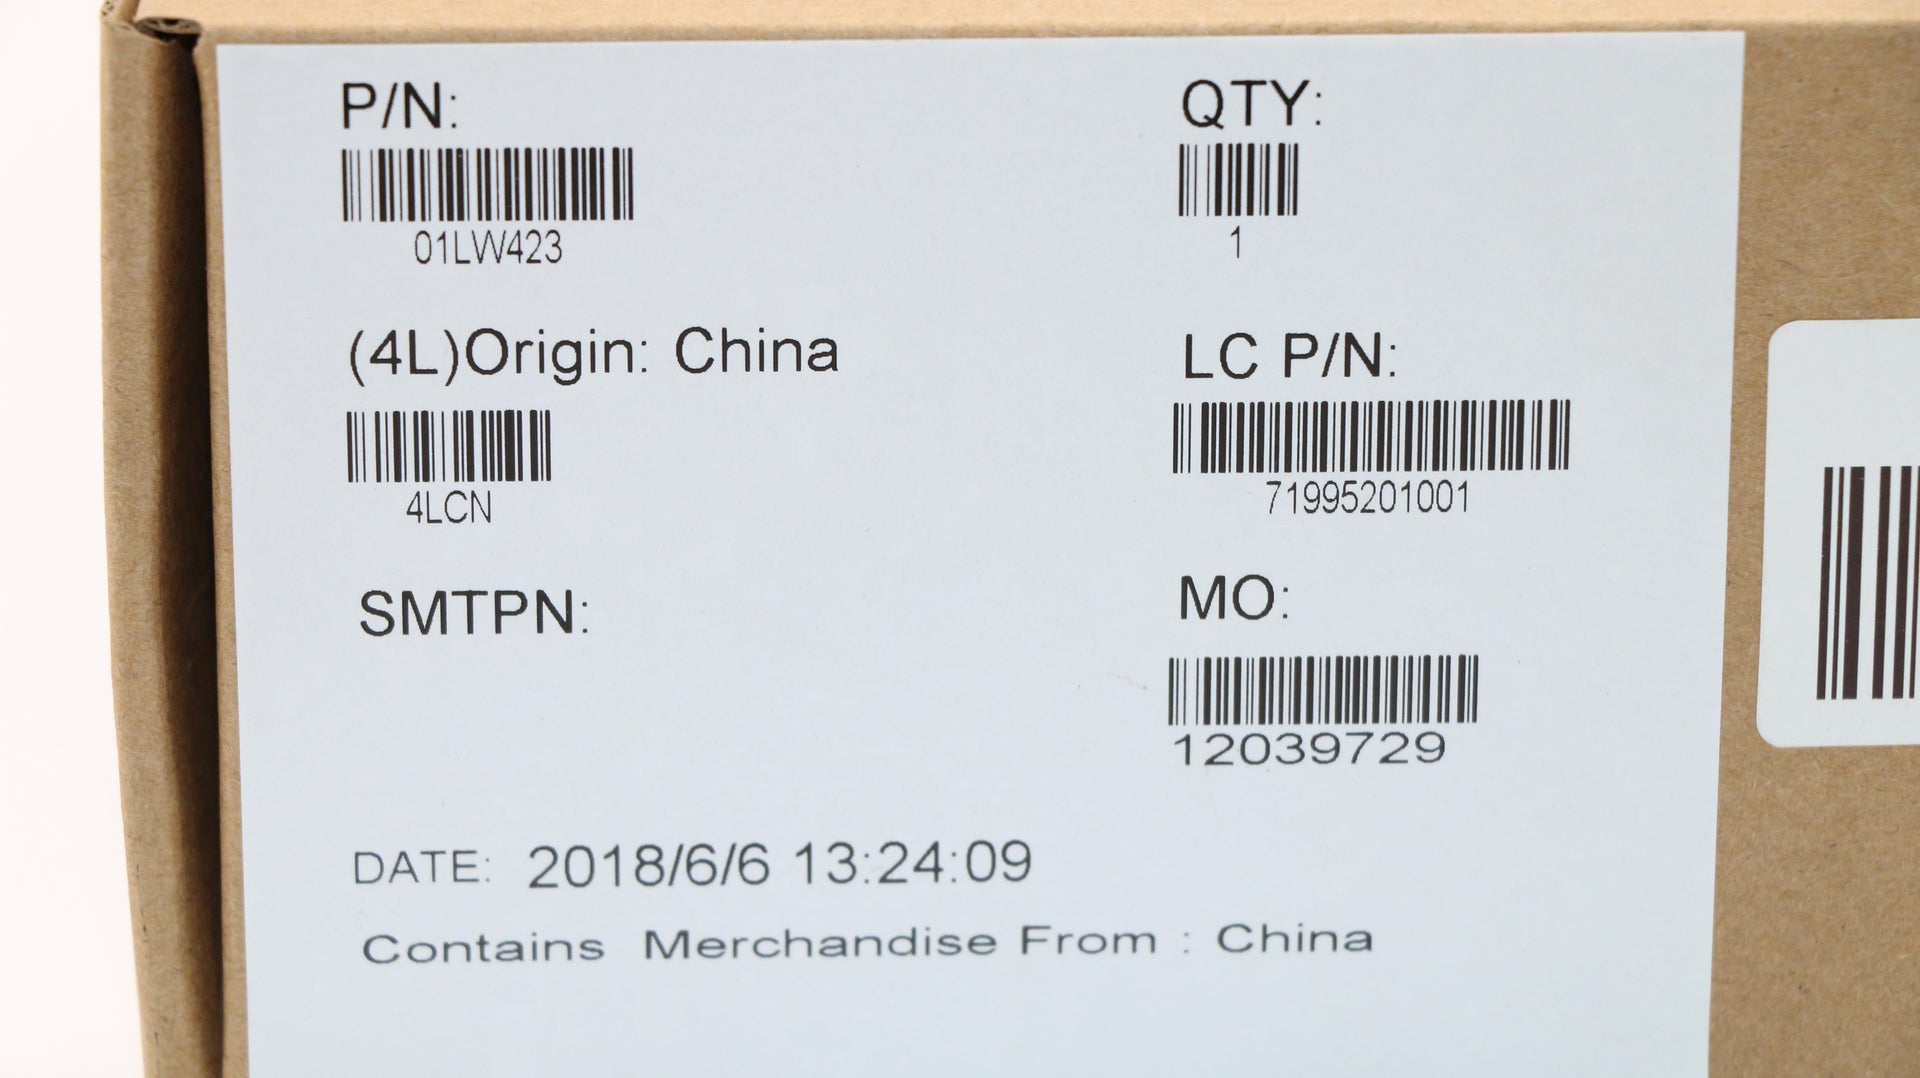 P/N:
01LW423
QTY:
1
(4L)Origin: China
4LCN
LC P/N:
71995201001
SMTPN:
MO:
12039729
DATE: 2018/6/6 13:24:09
Contains Merchandise From : China